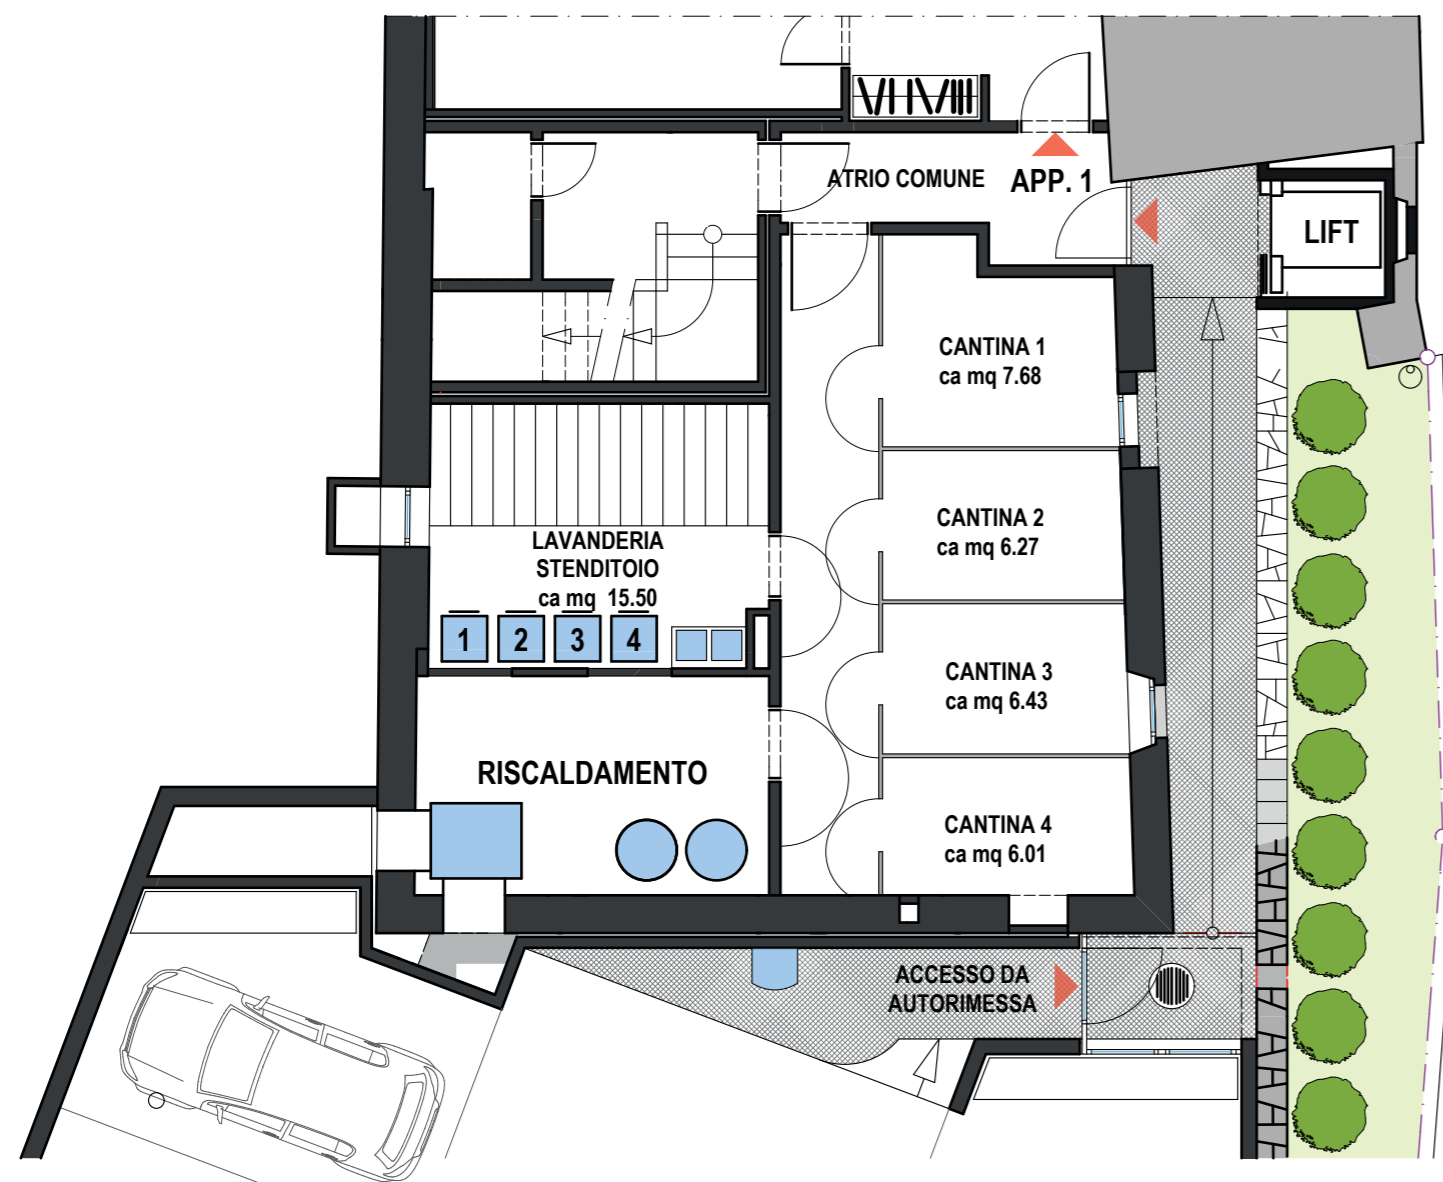 ATRIO COMUNE
APP. 1
LIFT
CANTINA 1
ca mq 7.68
CANTINA 2
ca mq 6.27
LAVANDERIA
STENDITOIO
ca mq 15.50
1
2
3
4
CANTINA 3
ca mq 6.43
RISCALDAMENTO
CANTINA 4
ca mq 6.01
ACCESSO DA
AUTORIMESSA